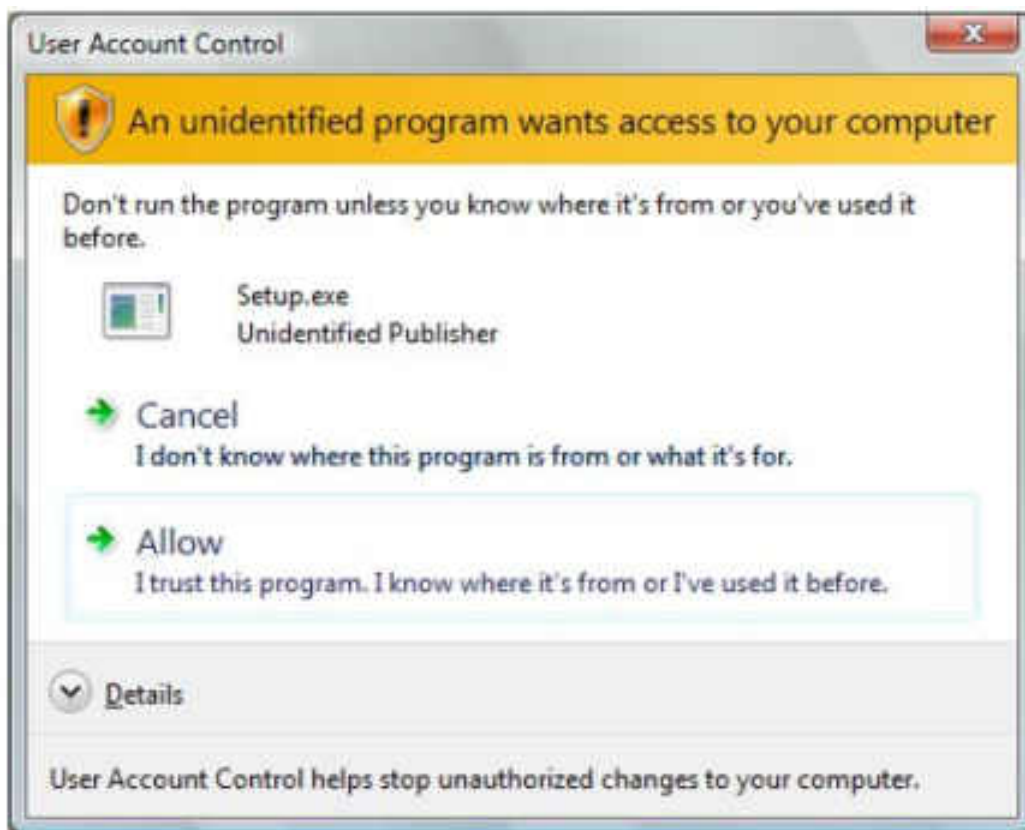 User Account Control
An unidentified program wants access to your computer
Don't run the program unless you know where it's from or you've used it
before.
Setup.exe
Unidentified Publisher
Cancel
I don't know where this program is from or what it's for.
Allow
I trust this program. I know where it's from or I've used it before.
Details
User Account Control helps stop unauthorized changes to your computer.